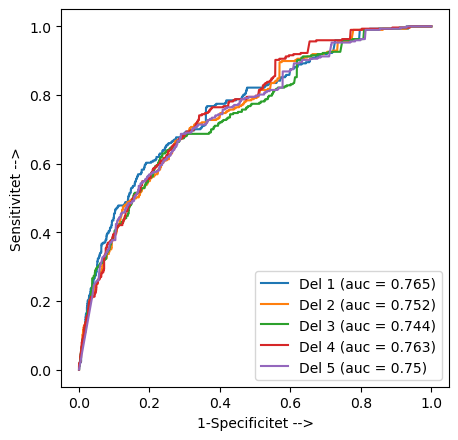 1.0
0.8
0.6
0.4
0.2
0.0
Sensitivitet -->
0.0 0.2 0.4 0.6 0.8 1.0
1-Specificitet -->
Del 1 (auc = 0.765)
Del 2 (auc = 0.752)
Del 3 (auc = 0.744)
Del 4 (auc = 0.763)
Del 5 (auc = 0.75)